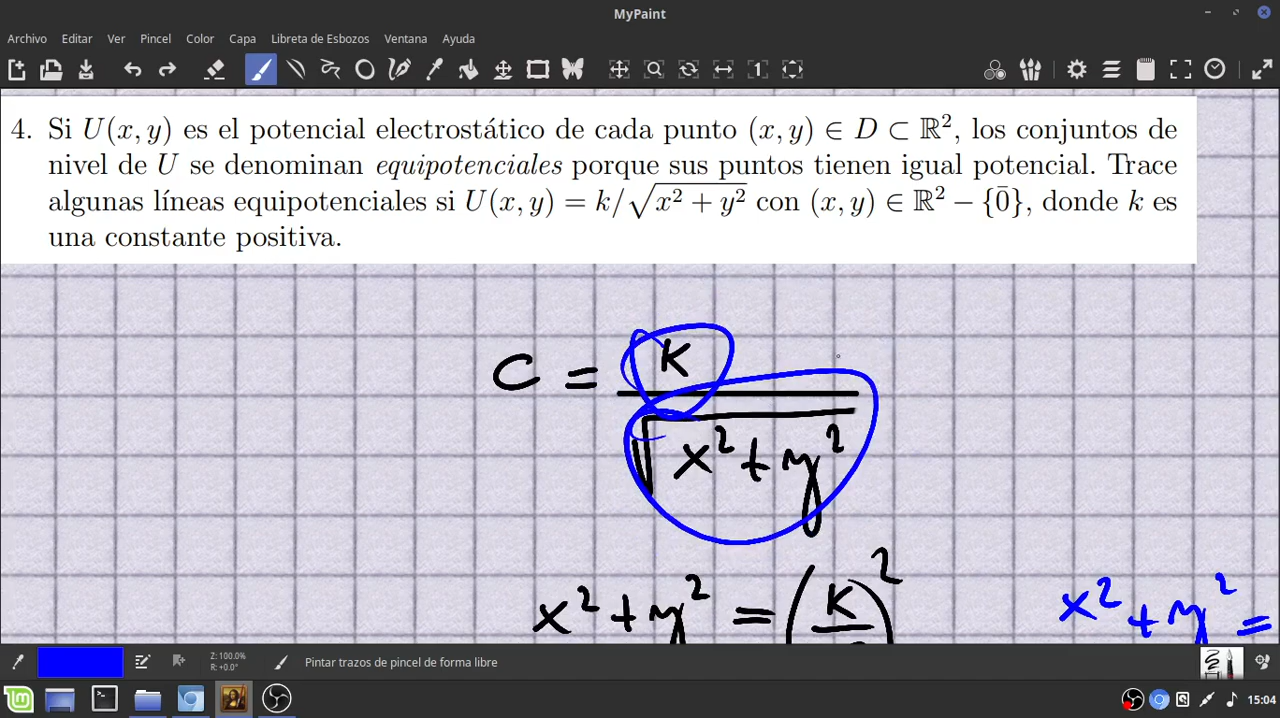 MyPaint
Archivo Editar Ver Pincel Color Capa Libreta de Esbozos Ventana Ayuda
4. Si U(x, y) es el potencial electrostático de cada punto (x, y) ∈ D ⊂ ℝ², los conjuntos de
nivel de U se denominan equipotenciales porque sus puntos tienen igual potencial. Trace
algunas líneas equipotenciales si U(x, y) = k/√(x² + y²) con (x, y) ∈ ℝ² − {0̄}, donde k es
una constante positiva.
C = K / √(x² + y²)
x² + y² = (K
x² + y² =
Z: 100.0%
R: +0.0°
Pintar trazos de pincel de forma libre
15:04